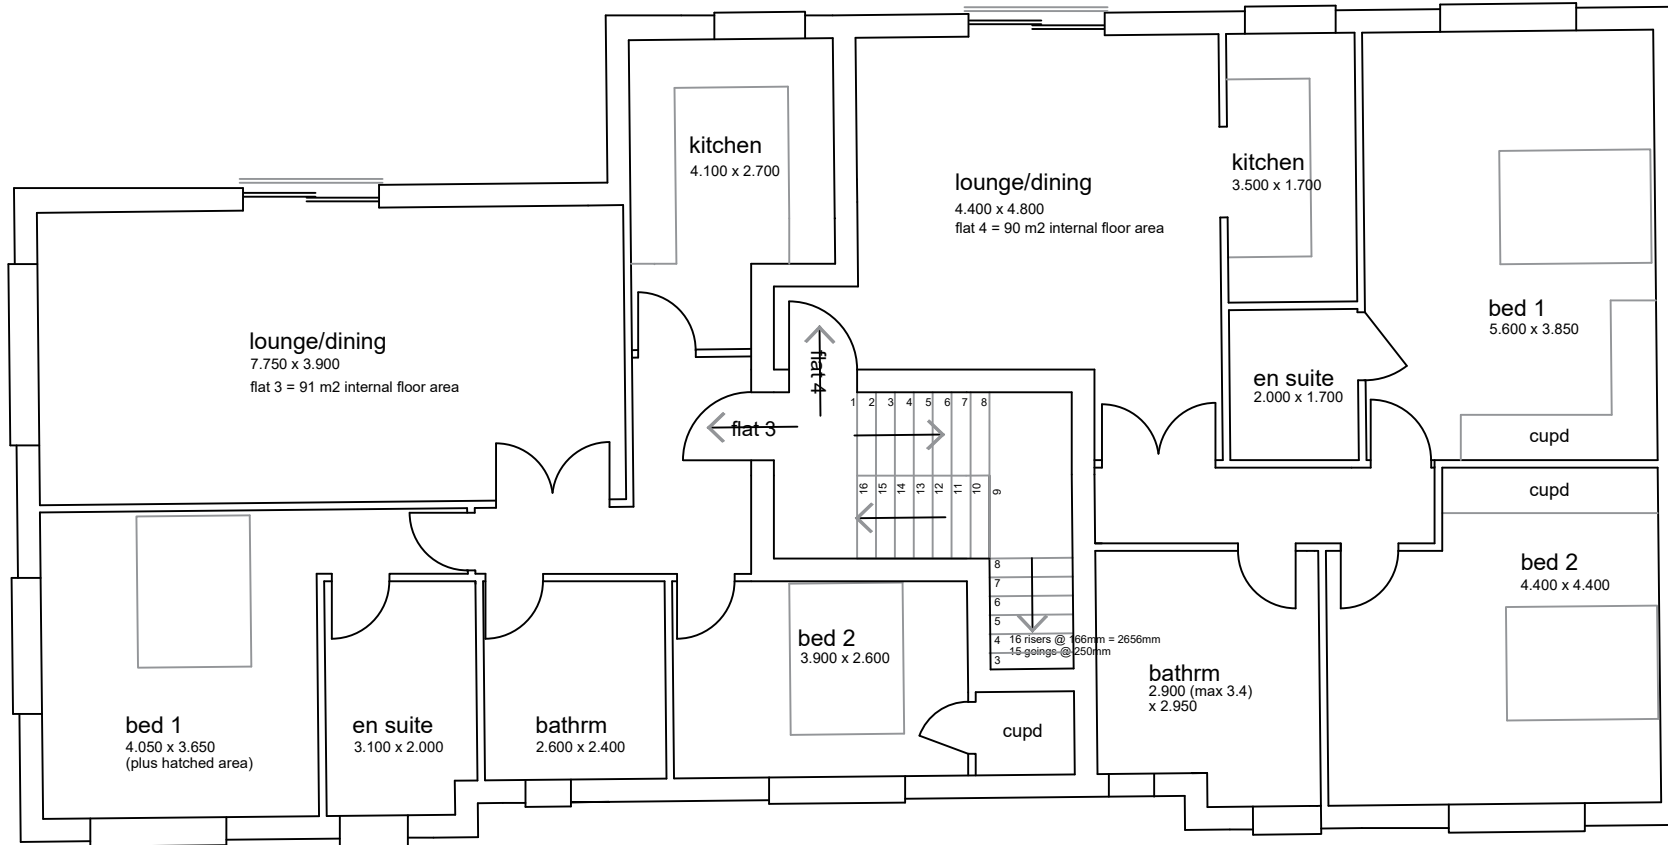 kitchen
4.100 x 2.700
lounge/dining
4.400 x 4.800
flat 4 = 90 m2 internal floor area
kitchen
3.500 x 1.700
bed 1
5.600 x 3.850
lounge/dining
7.750 x 3.900
flat 3 = 91 m2 internal floor area
flat 4
flat 3
en suite
2.000 x 1.700
cupd
cupd
1 2 3 4 5 6 7 8
16 15 14 13 12 11 10 9
8
7
6
5
4
3
16 risers @ 166mm = 2656mm
15 goings @ 250mm
bed 2
4.400 x 4.400
bed 2
3.900 x 2.600
bathrm
2.900 (max 3.4)
x 2.950
bed 1
4.050 x 3.650
(plus hatched area)
en suite
3.100 x 2.000
bathrm
2.600 x 2.400
cupd